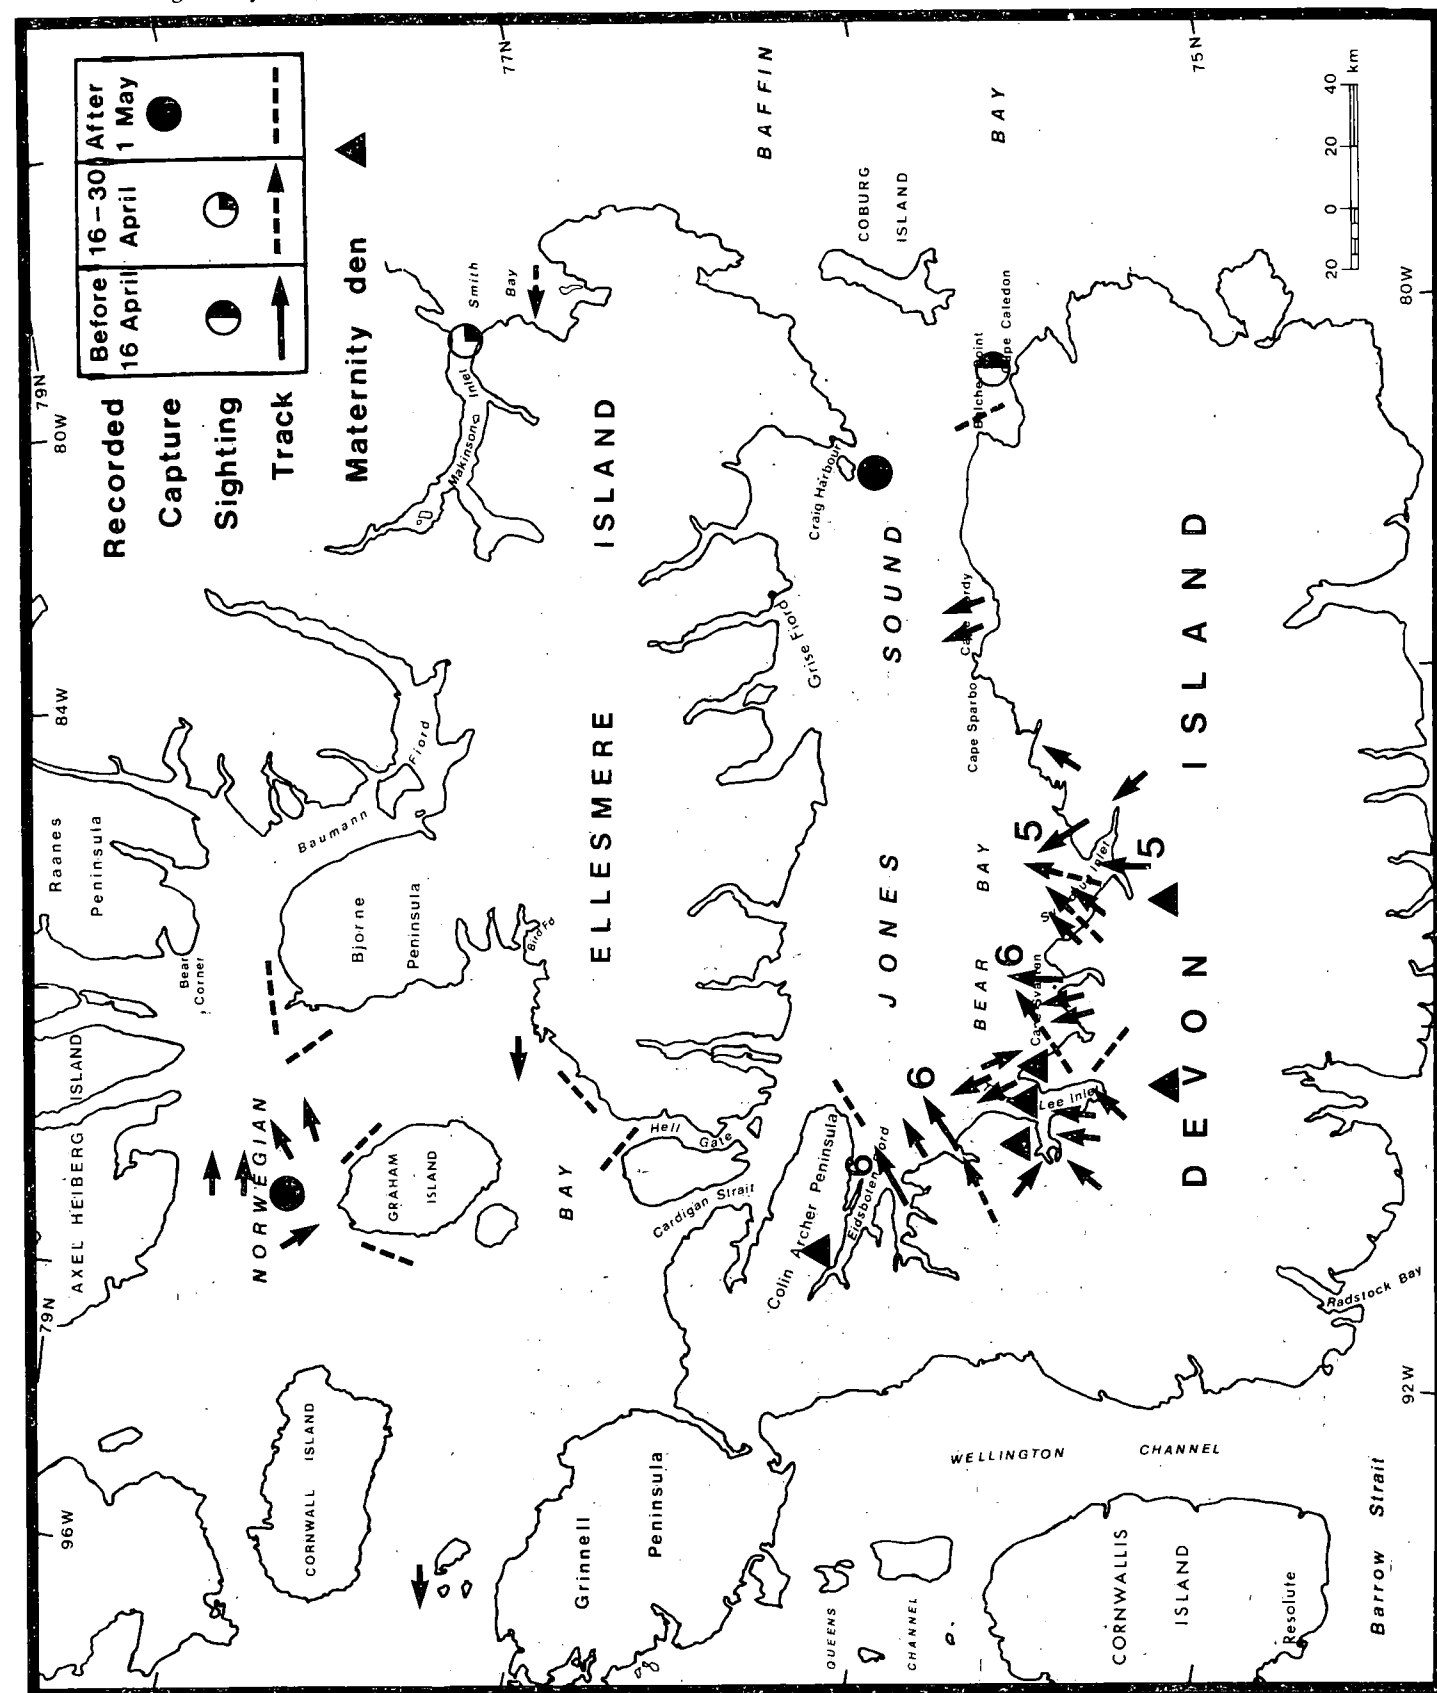 Recorded
Before
16 April
16–30
April
After
1 May
Capture
Sighting
Track
Maternity den
79N
80W
84W
77N
75N
80W
40
20
0
20
km
BAFFIN
BAY
COBURG
ISLAND
Smith
Bay
Makinson Inlet
ELLESMERE ISLAND
Craig Harbour
Belcher Point
Cape Caledon
Grise Fiord
Cape Sparbo
JONES SOUND
DEVON ISLAND
Raanes
Peninsula
Baumann Fiord
Bjorne
Peninsula
Bear
Corner
Bird Fd
BEAR BAY
5
5
6
6
6
Lee Inlet
Hell Gate
Cardigan Strait
Colin Archer Peninsula
Eidsboten Fiord
AXEL HEIBERG ISLAND
NORWEGIAN
BAY
GRAHAM
ISLAND
79N
96W
92W
CORNWALL ISLAND
Grinnell
Peninsula
Radstock Bay
WELLINGTON CHANNEL
QUEENS
CHANNEL
CORNWALLIS
ISLAND
Resolute
Barrow Strait